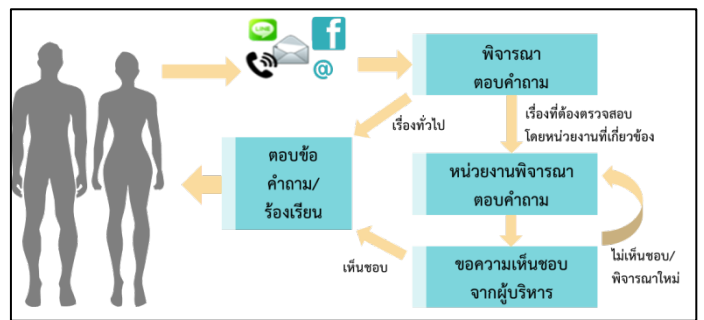 LINE
f
@
พิจารณา
ตอบคำถาม
เรื่องทั่วไป
เรื่องที่ต้องตรวจสอบ
โดยหน่วยงานที่เกี่ยวข้อง
ตอบข้อ
คำถาม/
ร้องเรียน
หน่วยงานพิจารณา
ตอบคำถาม
เห็นชอบ
ขอความเห็นชอบ
จากผู้บริหาร
ไม่เห็นชอบ/
พิจารณาใหม่